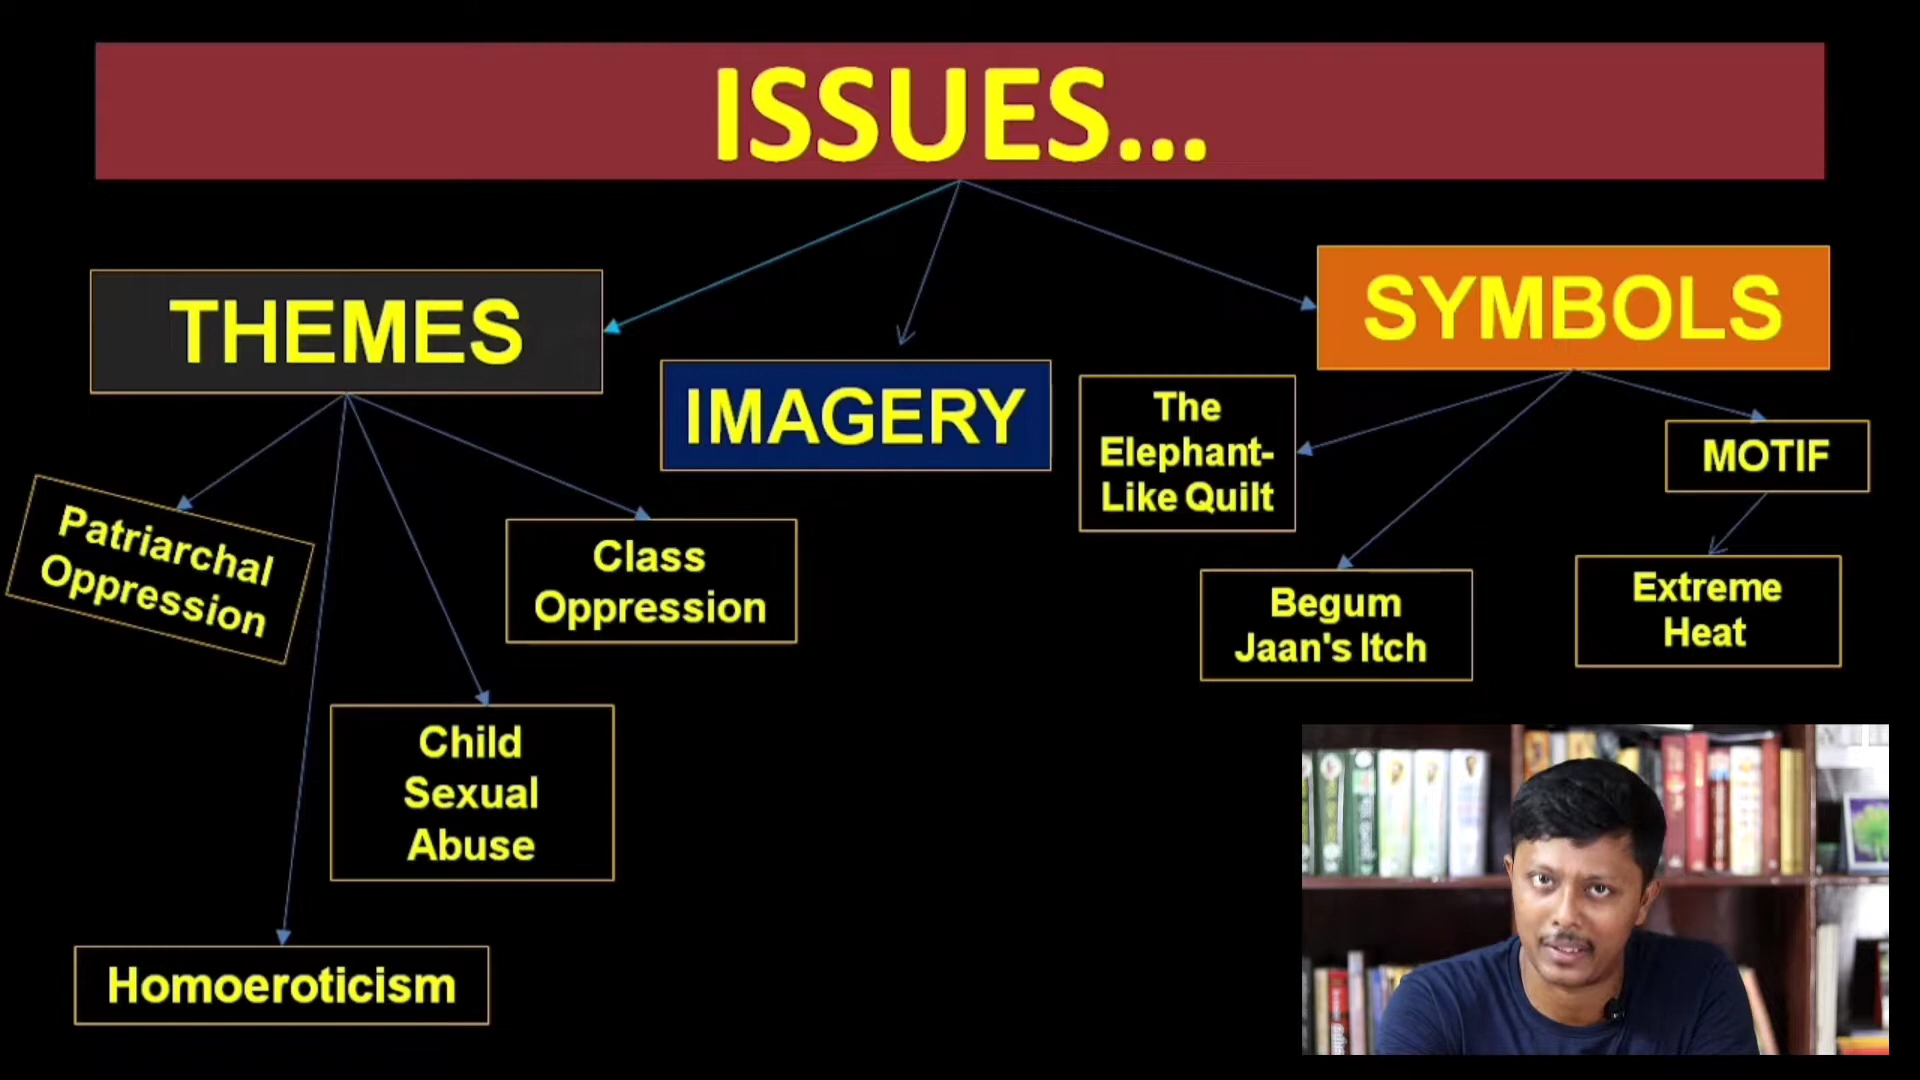 ISSUES...
THEMES
IMAGERY
SYMBOLS
Patriarchal
Oppression
Class
Oppression
Child
Sexual
Abuse
Homoeroticism
The
Elephant-
Like Quilt
Begum
Jaan's Itch
MOTIF
Extreme
Heat